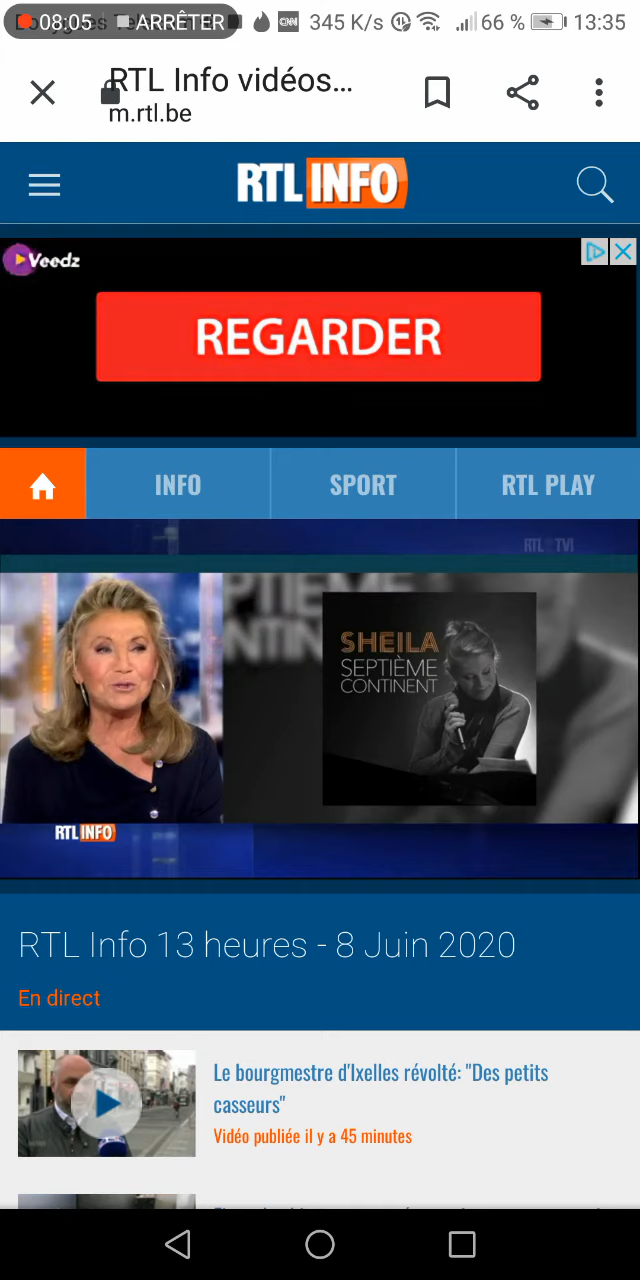 08:05 ARRÊTER 345 K/s 66 % 13:35
RTL Info vidéos...
m.rtl.be
RTL INFO
Veedz
REGARDER
INFO SPORT RTL PLAY
RTL TVI
SHEILA
SEPTIÈME
CONTINENT
RTL INFO
RTL Info 13 heures - 8 Juin 2020
En direct
Le bourgmestre d'Ixelles révolté: "Des petits
casseurs"
Vidéo publiée il y a 45 minutes